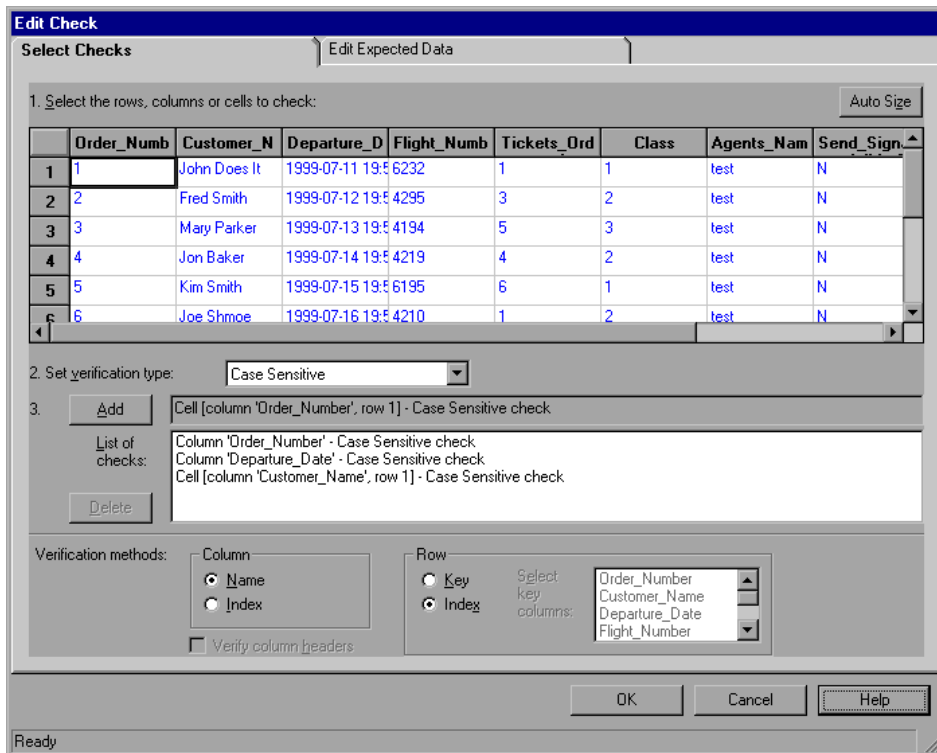 Edit Check
Select Checks Edit Expected Data
1. Select the rows, columns or cells to check: Auto Size
Order_Numb Customer_N Departure_D Flight_Numb Tickets_Ord Class Agents_Nam Send_Sign
1 1 John Does It 1999-07-11 19:5 6232 1 1 test N
2 2 Fred Smith 1999-07-12 19:5 4295 3 2 test N
3 3 Mary Parker 1999-07-13 19:5 4194 5 3 test N
4 4 Jon Baker 1999-07-14 19:5 4219 4 2 test N
5 5 Kim Smith 1999-07-15 19:5 6195 6 1 test N
6 6 Joe Shmoe 1999-07-16 19:5 4210 1 2 test N
2. Set verification type: Case Sensitive
3. Add Cell [column 'Order_Number', row 1] - Case Sensitive check
List of checks:
Column 'Order_Number' - Case Sensitive check
Column 'Departure_Date' - Case Sensitive check
Cell [column 'Customer_Name', row 1] - Case Sensitive check
Delete
Verification methods: Column Row
Name Key Select key columns: Order_Number
Index Index Customer_Name
Departure_Date
Flight_Number
Verify column headers
OK Cancel Help
Ready